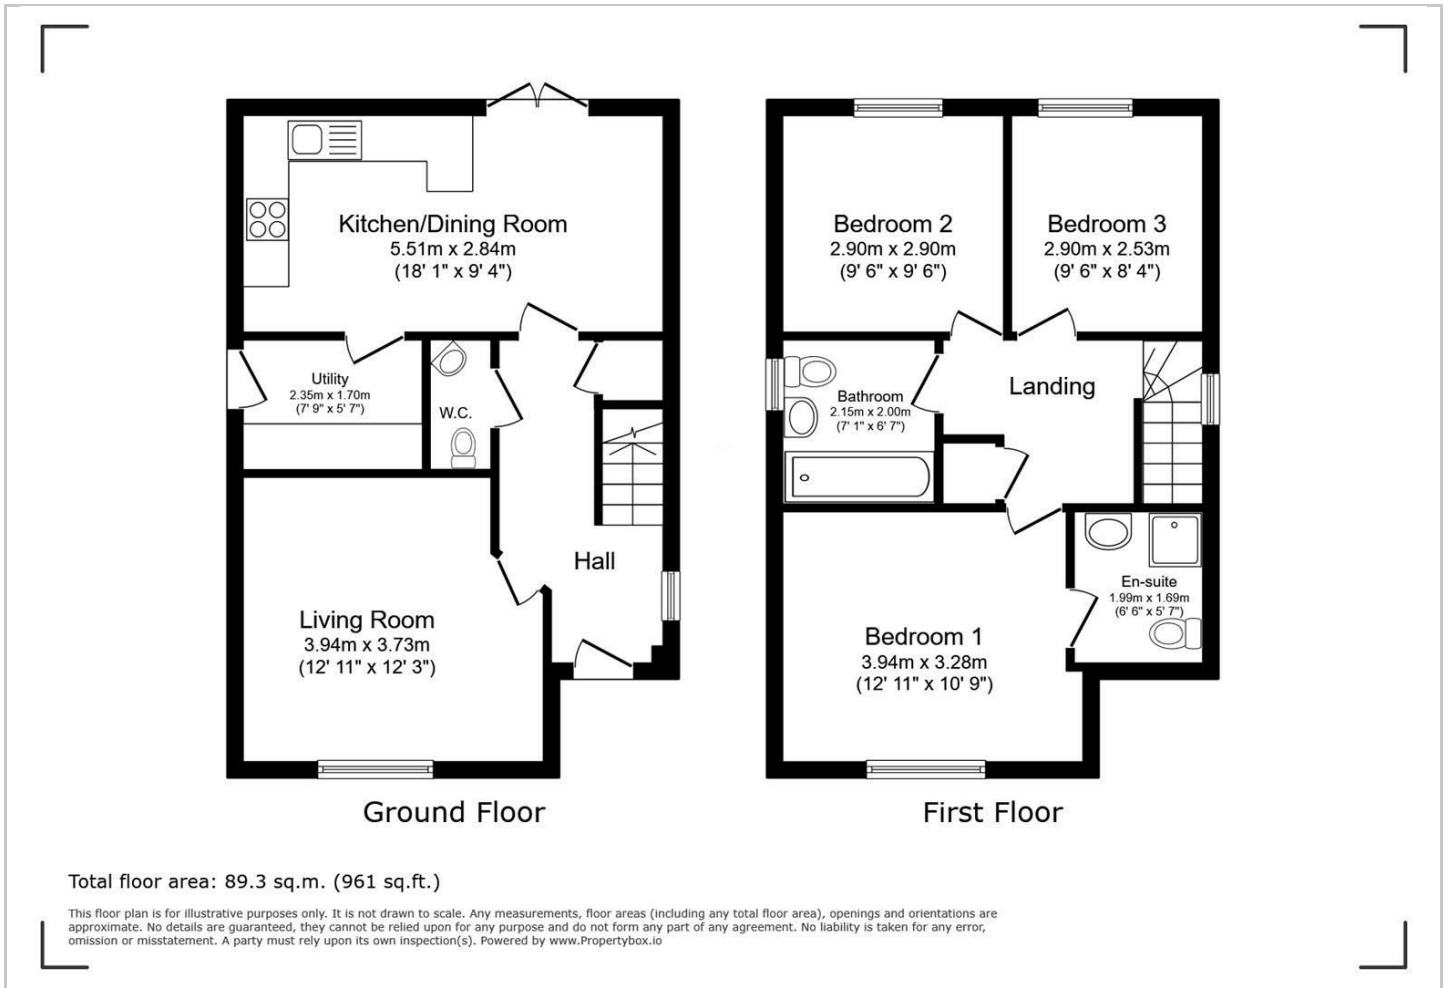 Kitchen/Dining Room
5.51m x 2.84m
(18' 1" x 9' 4")
Utility
2.35m x 1.70m
(7' 9" x 5' 7")
W.C.
Hall
Living Room
3.94m x 3.73m
(12' 11" x 12' 3")
Ground Floor
Bedroom 2
2.90m x 2.90m
(9' 6" x 9' 6")
Bedroom 3
2.90m x 2.53m
(9' 6" x 8' 4")
Bathroom
2.15m x 2.00m
(7' 1" x 6' 7")
Landing
En-suite
1.99m x 1.69m
(6' 6" x 5' 7")
Bedroom 1
3.94m x 3.28m
(12' 11" x 10' 9")
First Floor
Total floor area: 89.3 sq.m. (961 sq.ft.)
This floor plan is for illustrative purposes only. It is not drawn to scale. Any measurements, floor areas (including any total floor area), openings and orientations are
approximate. No details are guaranteed, they cannot be relied upon for any purpose and do not form any part of any agreement. No liability is taken for any error,
omission or misstatement. A party must rely upon its own inspection(s). Powered by www.Propertybox.io